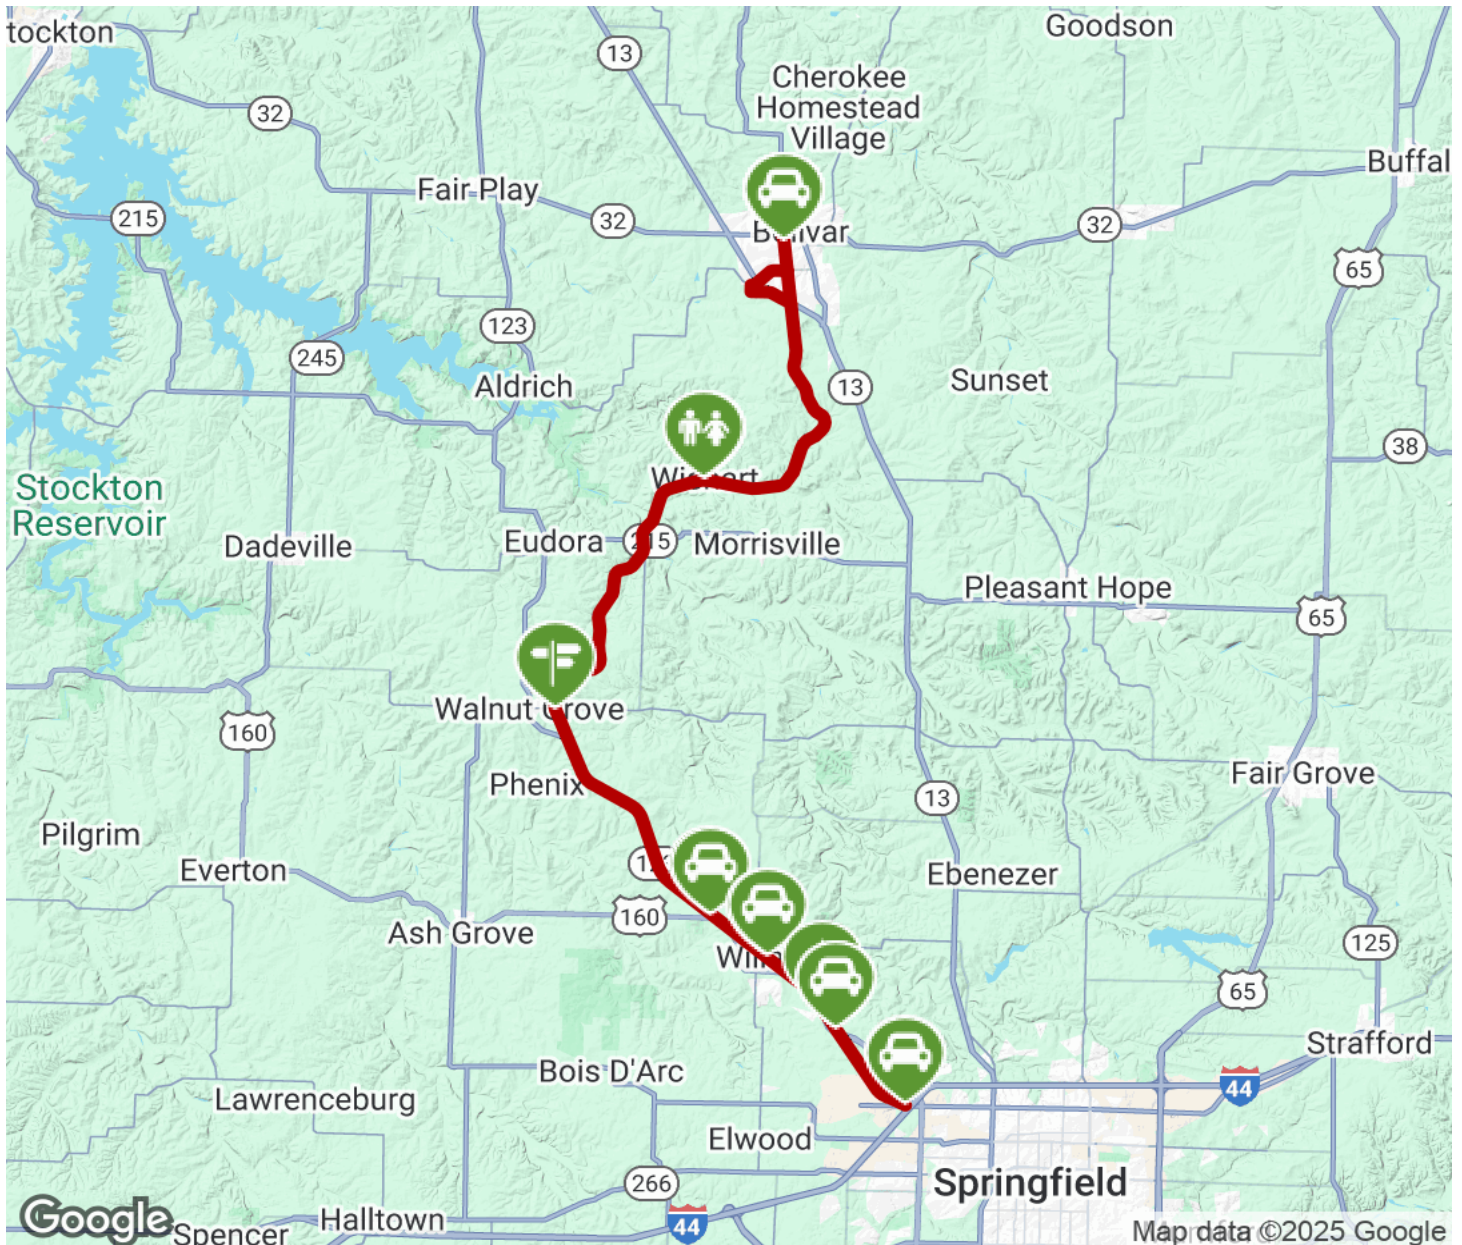 tockton
Goodson
13
Cherokee
Homestead
Village
32
Buffal
Fair Play
215
32
32
Bolivar
65
123
245
Aldrich
13
Sunset
38
Stockton
Reservoir
Eudora
215
Morrisville
Dadeville
Pleasant Hope
65
Walnut Grove
160
Fair Grove
Phenix
13
Pilgrim
Everton
Ebenezer
160
Ash Grove
125
65
Strafford
Bois D'Arc
44
Lawrenceburg
Elwood
266
Springfield
Google
Spencer
Halltown
44
Map data ©2025 Google